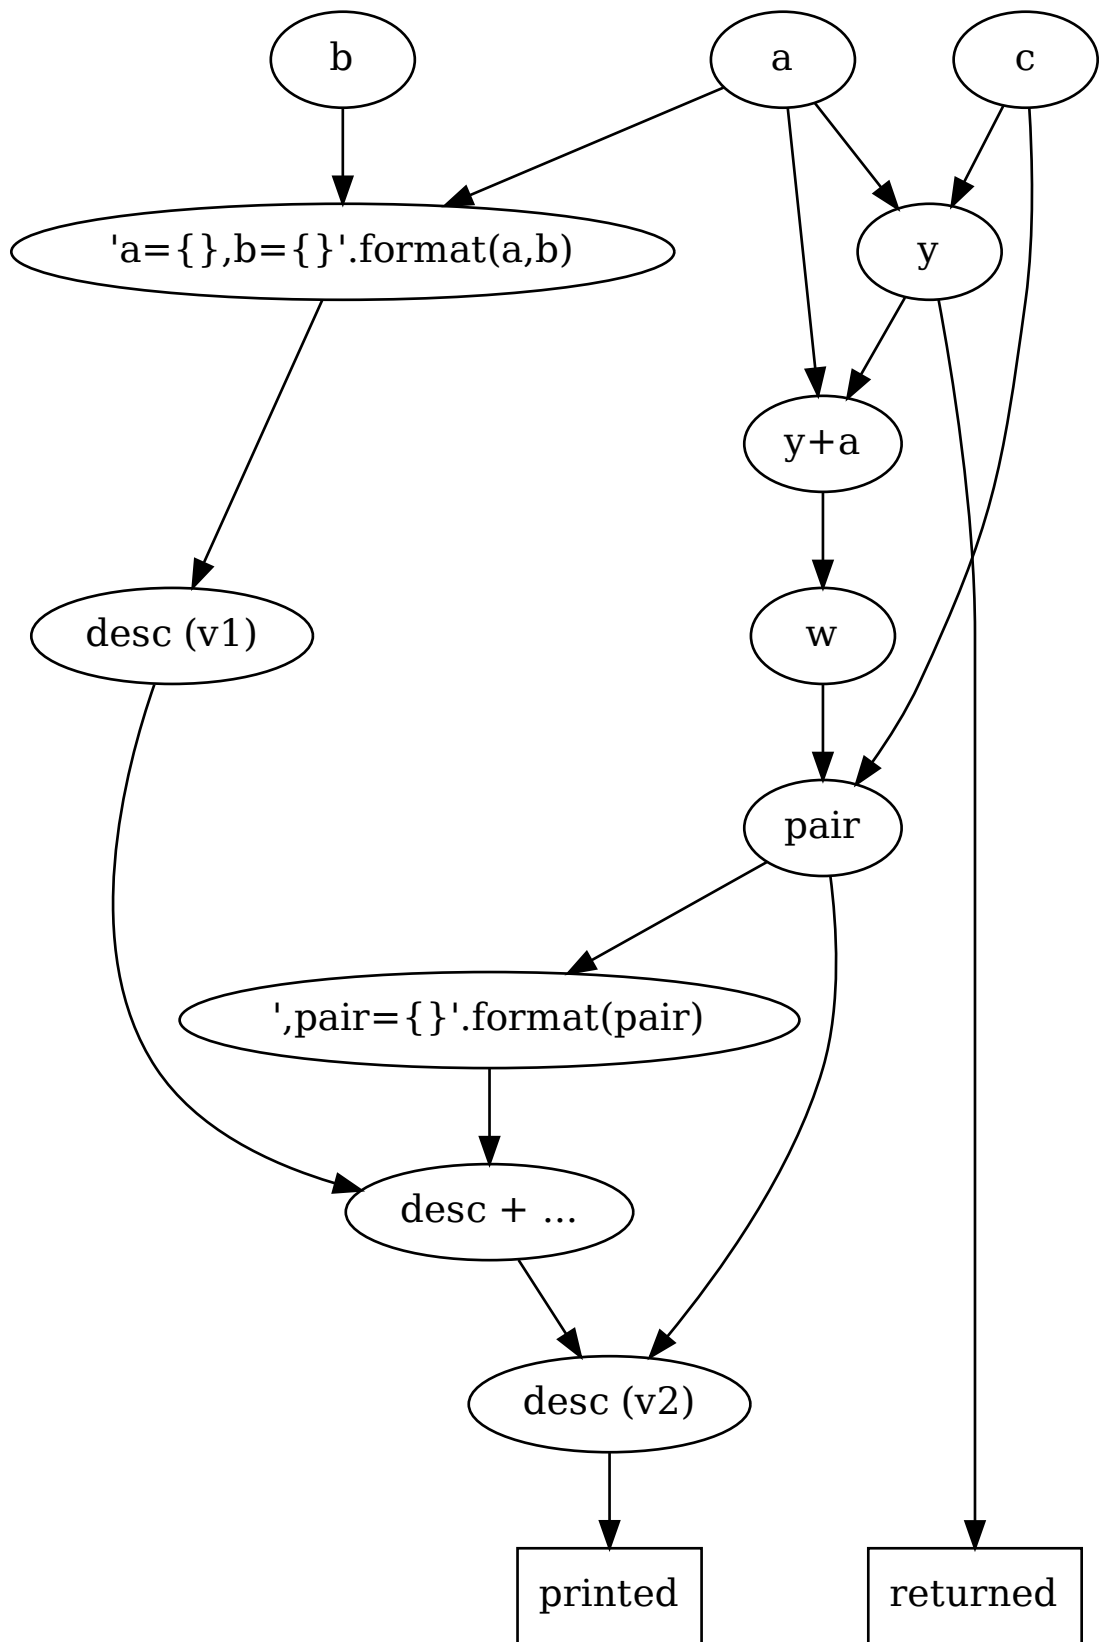 b
a
c
'a={},b={}'.format(a,b)
y
y+a
desc (v1)
w
pair
',pair={}'.format(pair)
desc + ...
desc (v2)
printed
returned